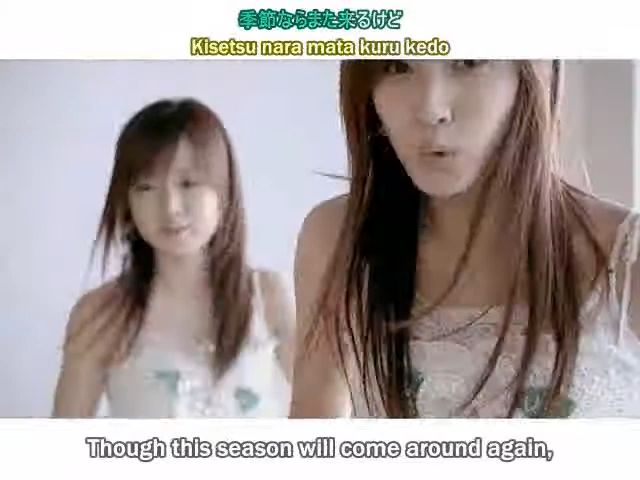 季節ならまた来るけど
Kisetsu nara mata kuru kedo
Though this season will come around again,